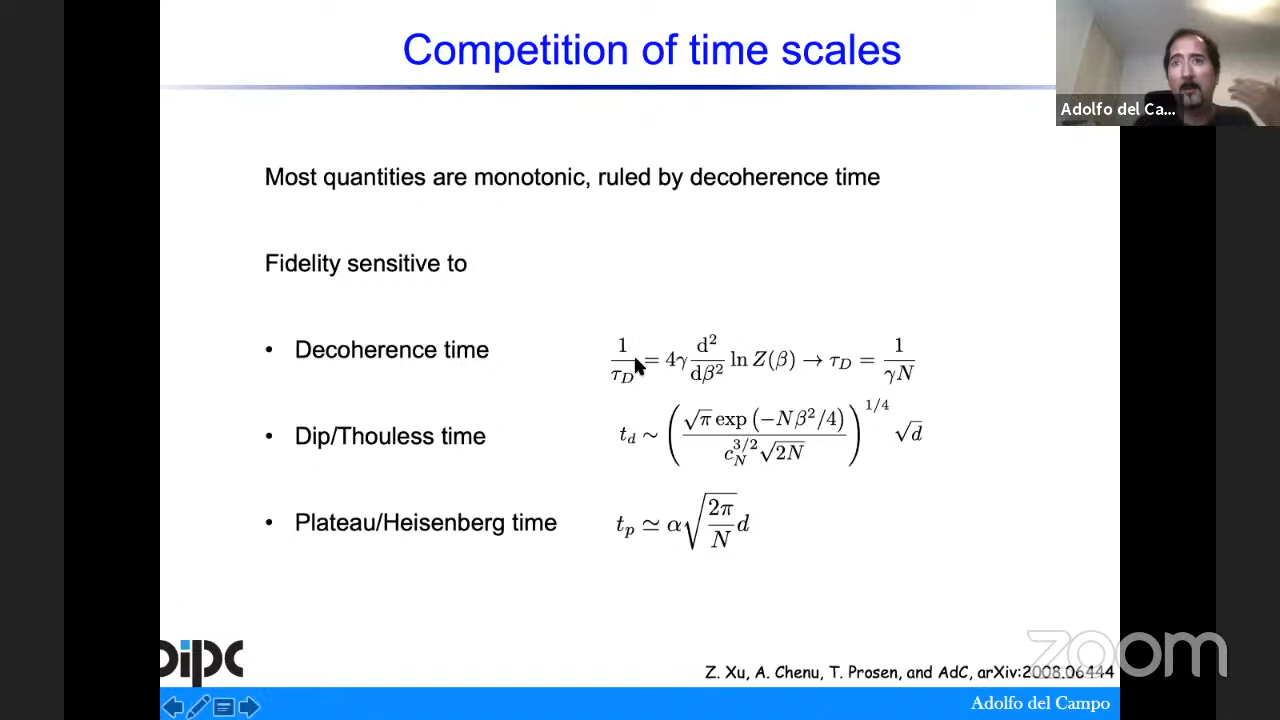 Competition of time scales
Adolfo del Ca...
Most quantities are monotonic, ruled by decoherence time
Fidelity sensitive to
• Decoherence time 1/τ_D = 4γ d²/dβ² ln Z(β) → τ_D = 1/γN
• Dip/Thouless time t_d ~ (√π exp (−Nβ²/4) / c_N^{3/2} √2N)^{1/4} √d
• Plateau/Heisenberg time t_p ≃ α √(2π/N) d
dipc
zoom
Z. Xu, A. Chenu, T. Prosen, and AdC, arXiv:2008.06444
Adolfo del Campo